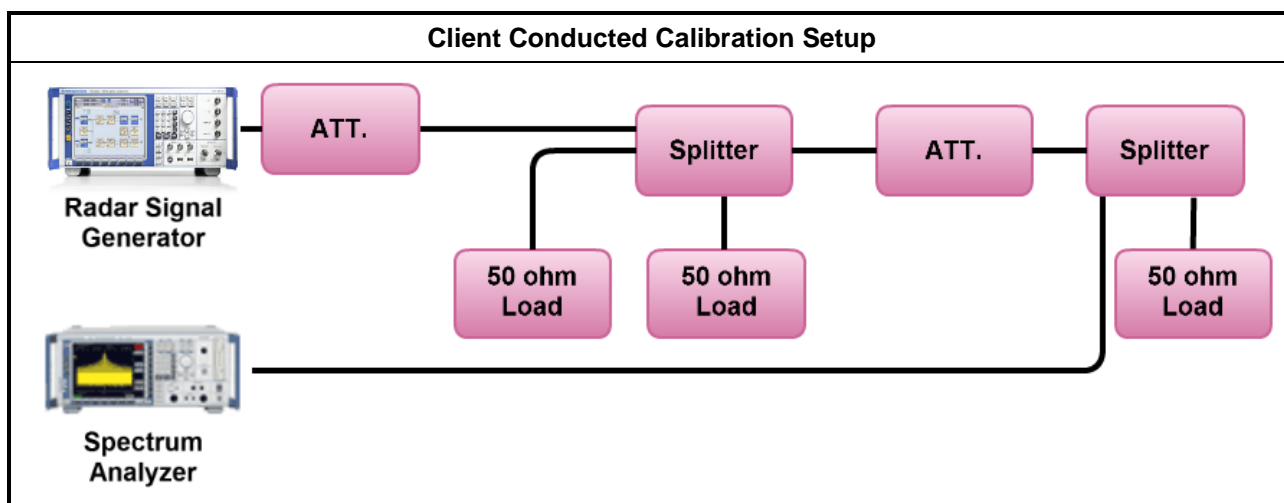 Client Conducted Calibration Setup
ATT.
Splitter
ATT.
Splitter
Radar Signal
Generator
50 ohm
Load
50 ohm
Load
50 ohm
Load
Spectrum
Analyzer